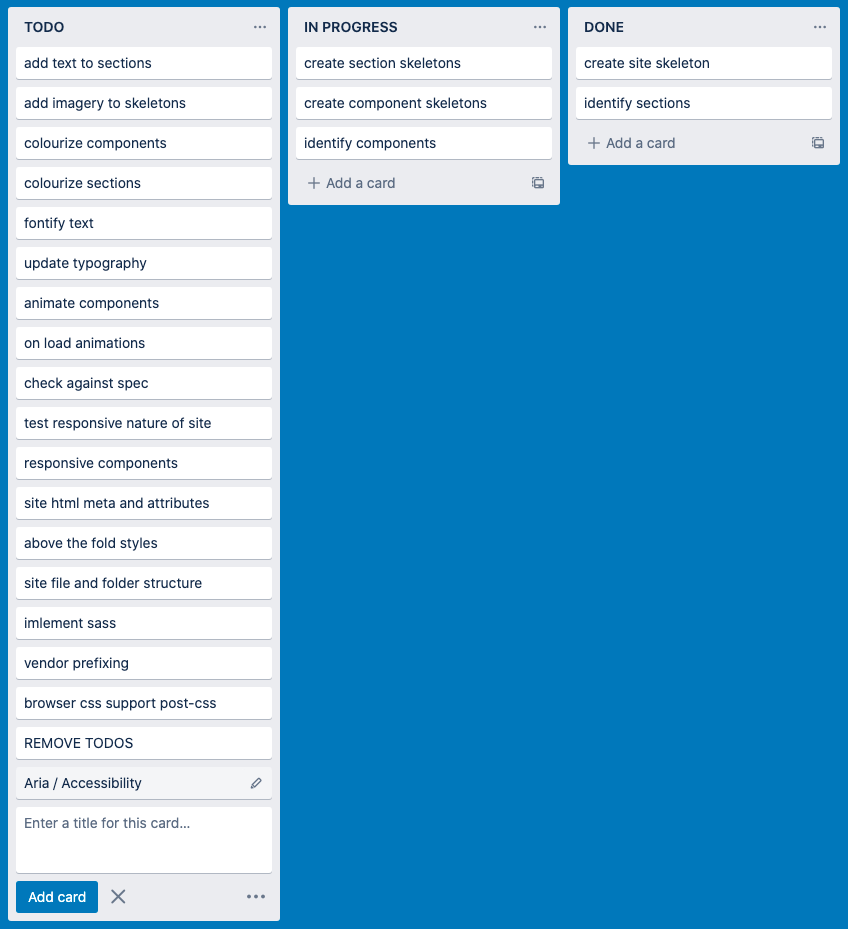 TODO
add text to sections
add imagery to skeletons
colourize components
colourize sections
fontify text
update typography
animate components
on load animations
check against spec
test responsive nature of site
responsive components
site html meta and attributes
above the fold styles
site file and folder structure
imlement sass
vendor prefixing
browser css support post-css
REMOVE TODOS
Aria / Accessibility
Enter a title for this card...
Add card
IN PROGRESS
create section skeletons
create component skeletons
identify components
Add a card
DONE
create site skeleton
identify sections
Add a card